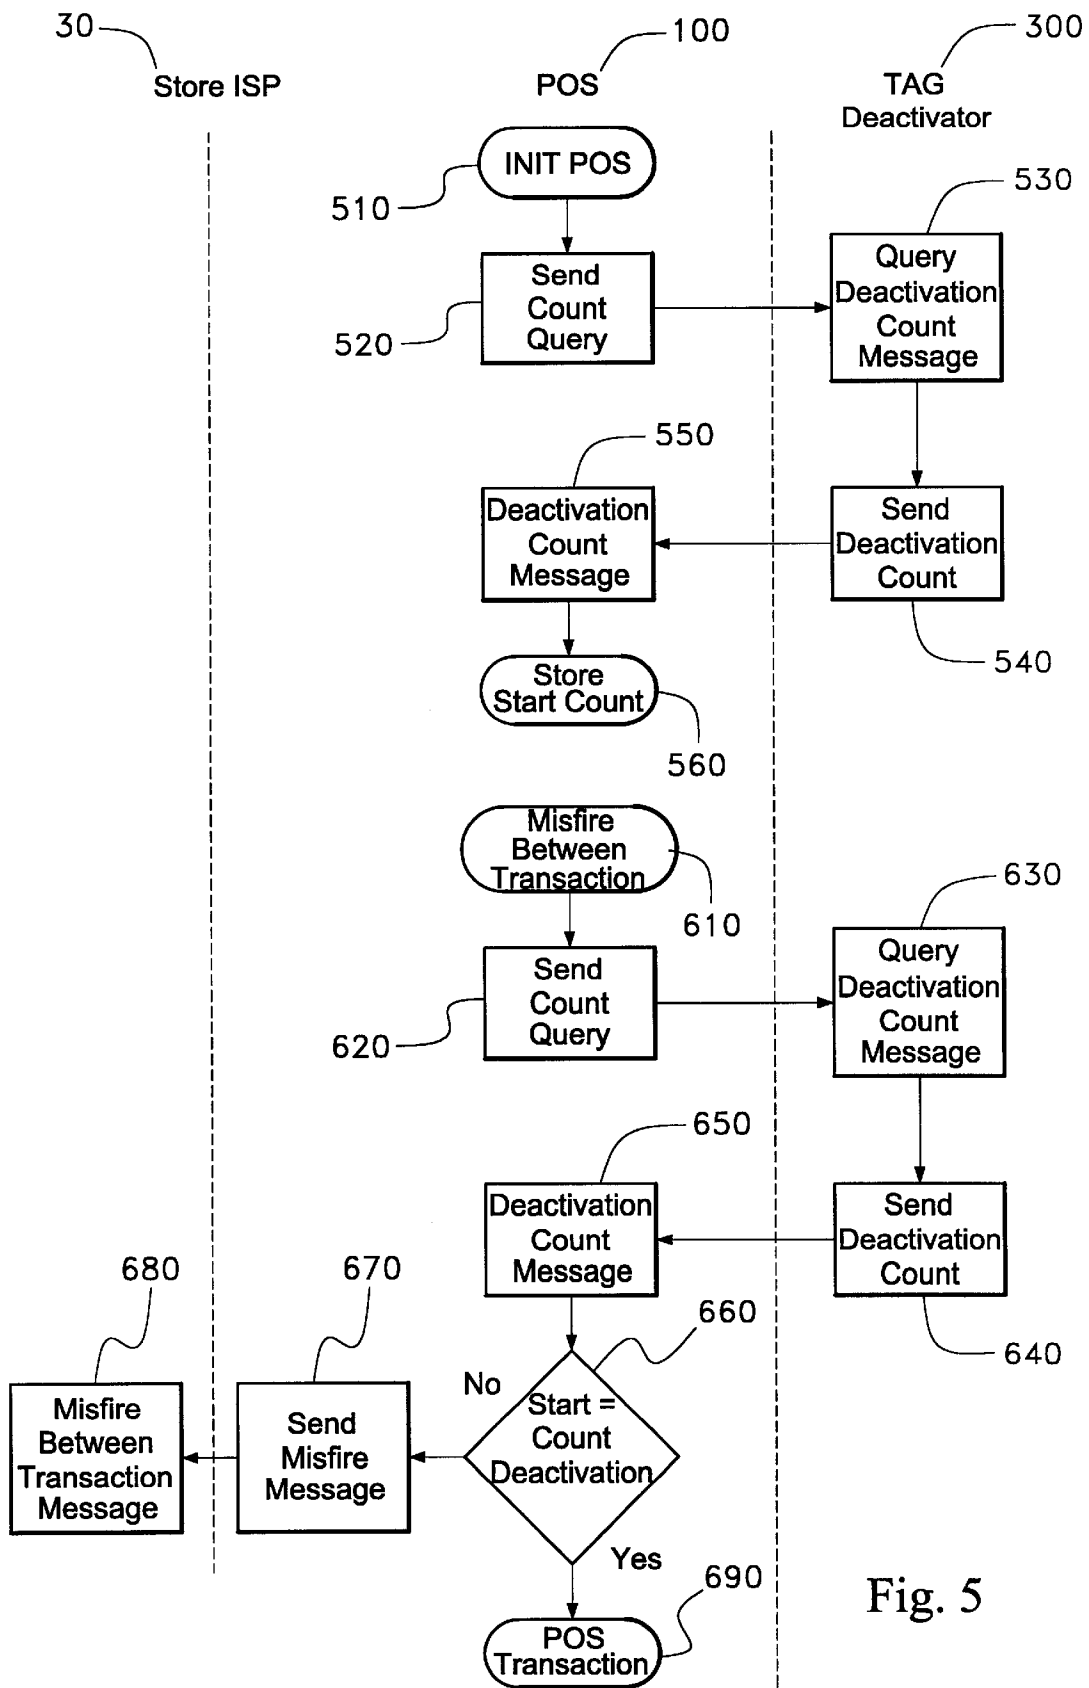 30
100
300
Store ISP
POS
TAG
Deactivator
INIT POS
510
530
Send
Count
Query
520
Query
Deactivation
Count
Message
550
Deactivation
Count
Message
Send
Deactivation
Count
540
Store
Start Count
560
Misfire
Between
Transaction
610
630
Send
Count
Query
620
Query
Deactivation
Count
Message
650
Deactivation
Count
Message
Send
Deactivation
Count
640
680
670
660
No
Start =
Count
Deactivation
Misfire
Between
Transaction
Message
Send
Misfire
Message
Yes
690
POS
Transaction
Fig. 5